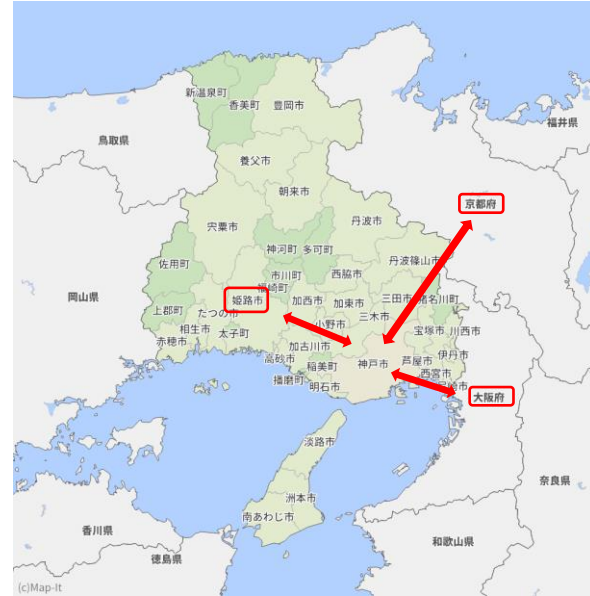 新温泉町
香美町
豊岡市
福井県
鳥取県
養父市
朝来市
京都府
宍粟市
丹波市
神河町
多可町
佐用町
丹波篠山市
市川町
西脇市
福崎町
岡山県
姫路市
加西市
加東市
三田市
猪名川町
上郡町
たつの市
三木市
小野市
相生市
太子町
宝塚市
川西市
赤穂市
加古川市
高砂市
稲美町
神戸市
芦屋市
伊丹市
西宮市
播磨町
明石市
尼崎市
大阪府
淡路市
奈良県
洲本市
南あわじ市
香川県
和歌山県
徳島県
(c)Map-It